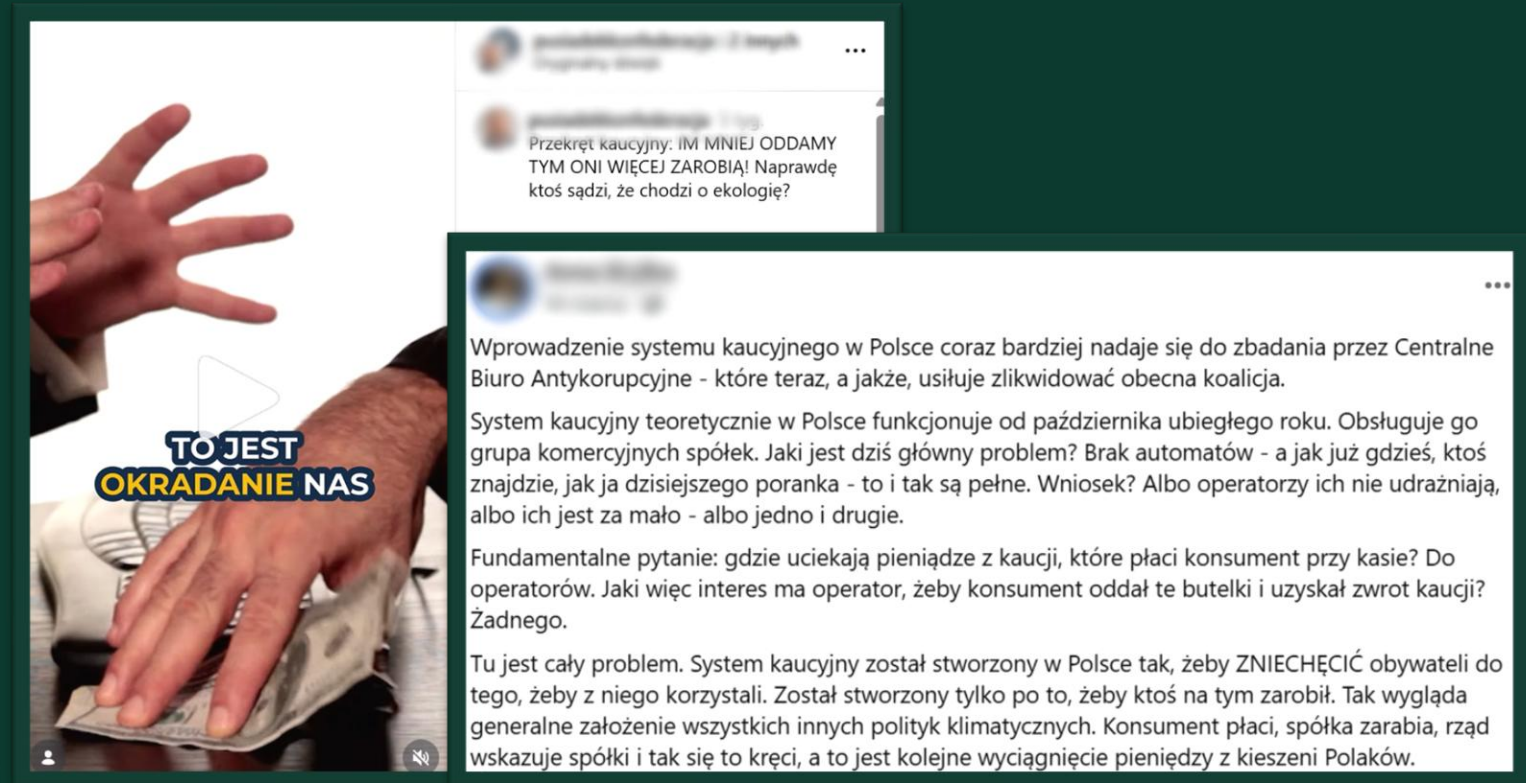 Przekręt kaucyjny: IM MNIEJ ODDAMY
TYM ONI WIĘCEJ ZAROBIĄ! Naprawdę
ktoś sądzi, że chodzi o ekologię?
TO JEST
OKRADANIE NAS
Wprowadzenie systemu kaucyjnego w Polsce coraz bardziej nadaje się do zbadania przez Centralne
Biuro Antykorupcyjne - które teraz, a jakże, usiłuje zlikwidować obecna koalicja.
System kaucyjny teoretycznie w Polsce funkcjonuje od października ubiegłego roku. Obsługuje go
grupa komercyjnych spółek. Jaki jest dziś główny problem? Brak automatów - a jak już gdzieś, ktoś
znajdzie, jak ja dzisiejszego poranka - to i tak są pełne. Wniosek? Albo operatorzy ich nie udrażniają,
albo ich jest za mało - albo jedno i drugie.
Fundamentalne pytanie: gdzie uciekają pieniądze z kaucji, które płaci konsument przy kasie? Do
operatorów. Jaki więc interes ma operator, żeby konsument oddał te butelki i uzyskał zwrot kaucji?
Żadnego.
Tu jest cały problem. System kaucyjny został stworzony w Polsce tak, żeby ZNIECHĘCIĆ obywateli do
tego, żeby z niego korzystali. Został stworzony tylko po to, żeby ktoś na tym zarobił. Tak wygląda
generalne założenie wszystkich innych polityk klimatycznych. Konsument płaci, spółka zarabia, rząd
wskazuje spółki i tak się to kręci, a to jest kolejne wyciągnięcie pieniędzy z kieszeni Polaków.